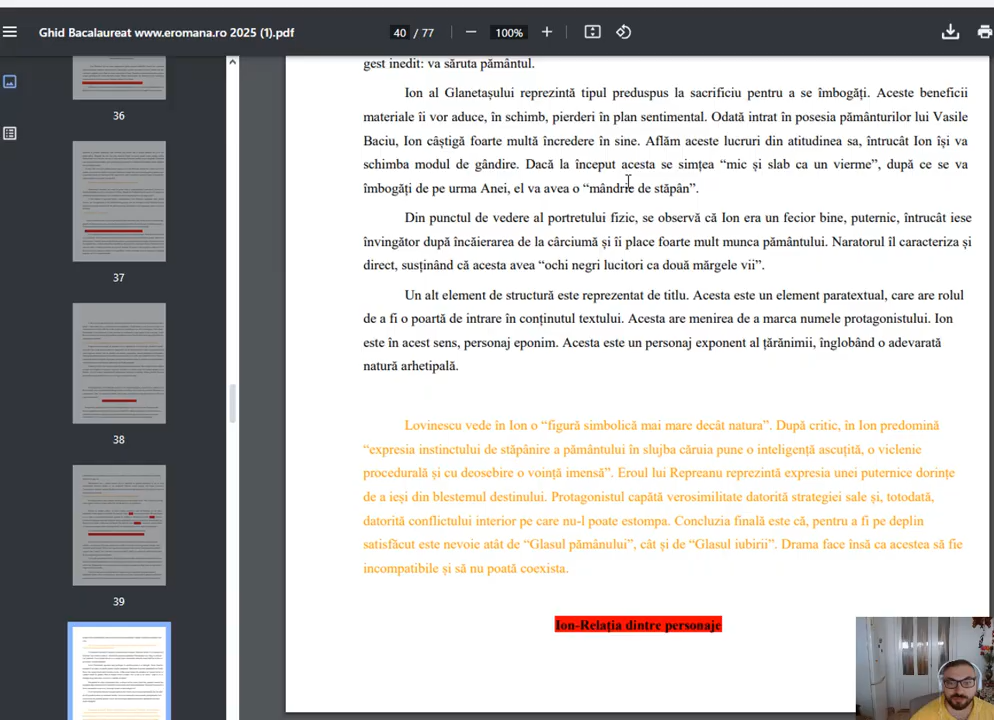 Ghid Bacalaureat www.eromana.ro 2025 (1).pdf
40 / 77
100%
36
37
38
39
gest inedit: va săruta pământul.
Ion al Glanetașului reprezintă tipul preduspus la sacrificiu pentru a se îmbogăți. Aceste beneficii
materiale îi vor aduce, în schimb, pierderi în plan sentimental. Odată intrat în posesia pământurilor lui Vasile
Baciu, Ion câștigă foarte multă încredere în sine. Aflăm aceste lucruri din atitudinea sa, întrucât Ion își va
schimba modul de gândire. Dacă la început acesta se simțea “mic și slab ca un vierme”, după ce se va
îmbogăți de pe urma Anei, el va avea o “mândrie de stăpân”.
Din punctul de vedere al portretului fizic, se observă că Ion era un fecior bine, puternic, întrucât iese
învingător după încăierarea de la cârciumă și îi place foarte mult munca pământului. Naratorul îl caracteriza și
direct, susținând că acesta avea “ochi negri lucitori ca două mărgele vii”.
Un alt element de structură este reprezentat de titlu. Acesta este un element paratextual, care are rolul
de a fi o poartă de intrare în conținutul textului. Acesta are menirea de a marca numele protagonistului. Ion
este în acest sens, personaj eponim. Acesta este un personaj exponent al țărănimii, înglobând o adevarată
natură arhetipală.
Lovinescu vede în Ion o “figură simbolică mai mare decât natura”. După critic, în Ion predomină
“expresia instinctului de stăpânire a pământului în slujba căruia pune o inteligență ascuțită, o viclenie
procedurală și cu deosebire o voință imensă”. Eroul lui Repreanu reprezintă expresia unei puternice dorințe
de a ieși din blestemul destinului. Protagonistul capătă verosimilitate datorită strategiei sale și, totodată,
datorită conflictului interior pe care nu-l poate estompa. Concluzia finală este că, pentru a fi pe deplin
satisfăcut este nevoie atât de “Glasul pămânului”, cât și de “Glasul iubirii”. Drama face însă ca acestea să fie
incompatibile și să nu poată coexista.
Ion-Relația dintre personaje